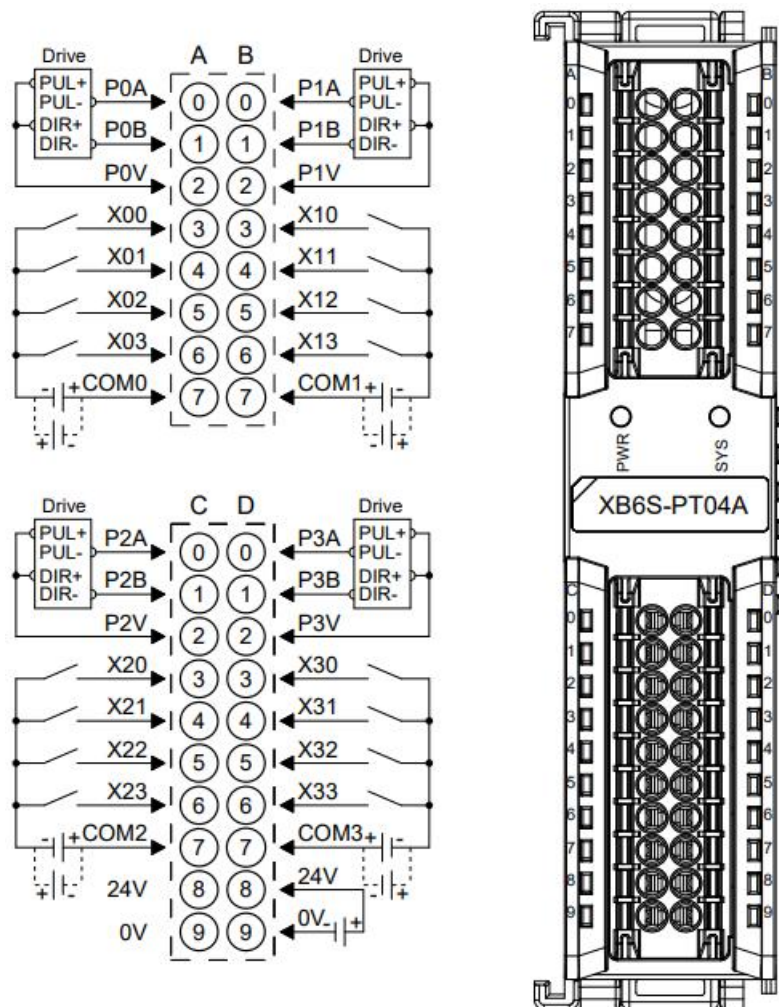 Drive A B Drive
PUL+ P0A 0 0 P1A PUL+
PUL- PUL-
DIR+ P0B 1 1 P1B DIR+
DIR- DIR-
P0V 2 2 P1V
X00 3 3 X10
X01 4 4 X11
X02 5 5 X12
X03 6 6 X13
- + COM0 7 7 COM1 + -
+ - - +
Drive C D Drive
PUL+ P2A 0 0 P3A PUL+
PUL- PUL-
DIR+ P2B 1 1 P3B DIR+
DIR- DIR-
P2V 2 2 P3V
X20 3 3 X30
X21 4 4 X31
X22 5 5 X32
X23 6 6 X33
- + COM2 7 7 COM3 + -
+ - - +
24V 8 8 24V
0V 9 9 0V - +
A B
0 0
1 1
2 2
3 3
4 4
5 5
6 6
7 7
PWR SYS
XB6S-PT04A
C D
0 0
1 1
2 2
3 3
4 4
5 5
6 6
7 7
8 8
9 9